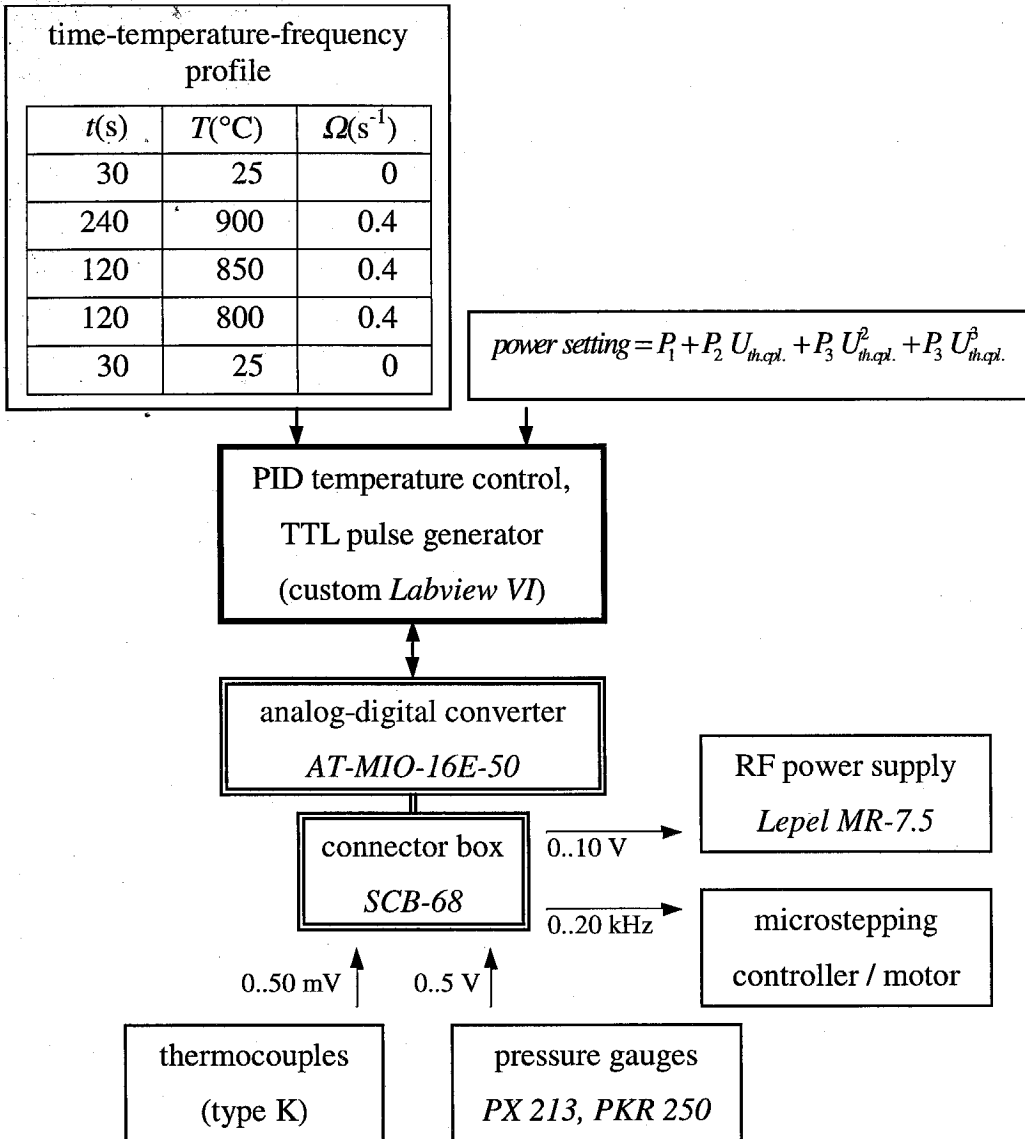 time-temperature-frequency
profile
t(s) T(°C) Ω(s⁻¹)
30 25 0
240 900 0.4
120 850 0.4
120 800 0.4
30 25 0
power setting = P₁ + P₂ U_th.cpl. + P₃ U²_th.cpl. + P₃ U³_th.cpl.
PID temperature control,
TTL pulse generator
(custom Labview VI)
analog-digital converter
AT-MIO-16E-50
connector box
SCB-68
0..10 V
RF power supply
Lepel MR-7.5
0..20 kHz
microstepping
controller / motor
0..50 mV
0..5 V
thermocouples
(type K)
pressure gauges
PX 213, PKR 250